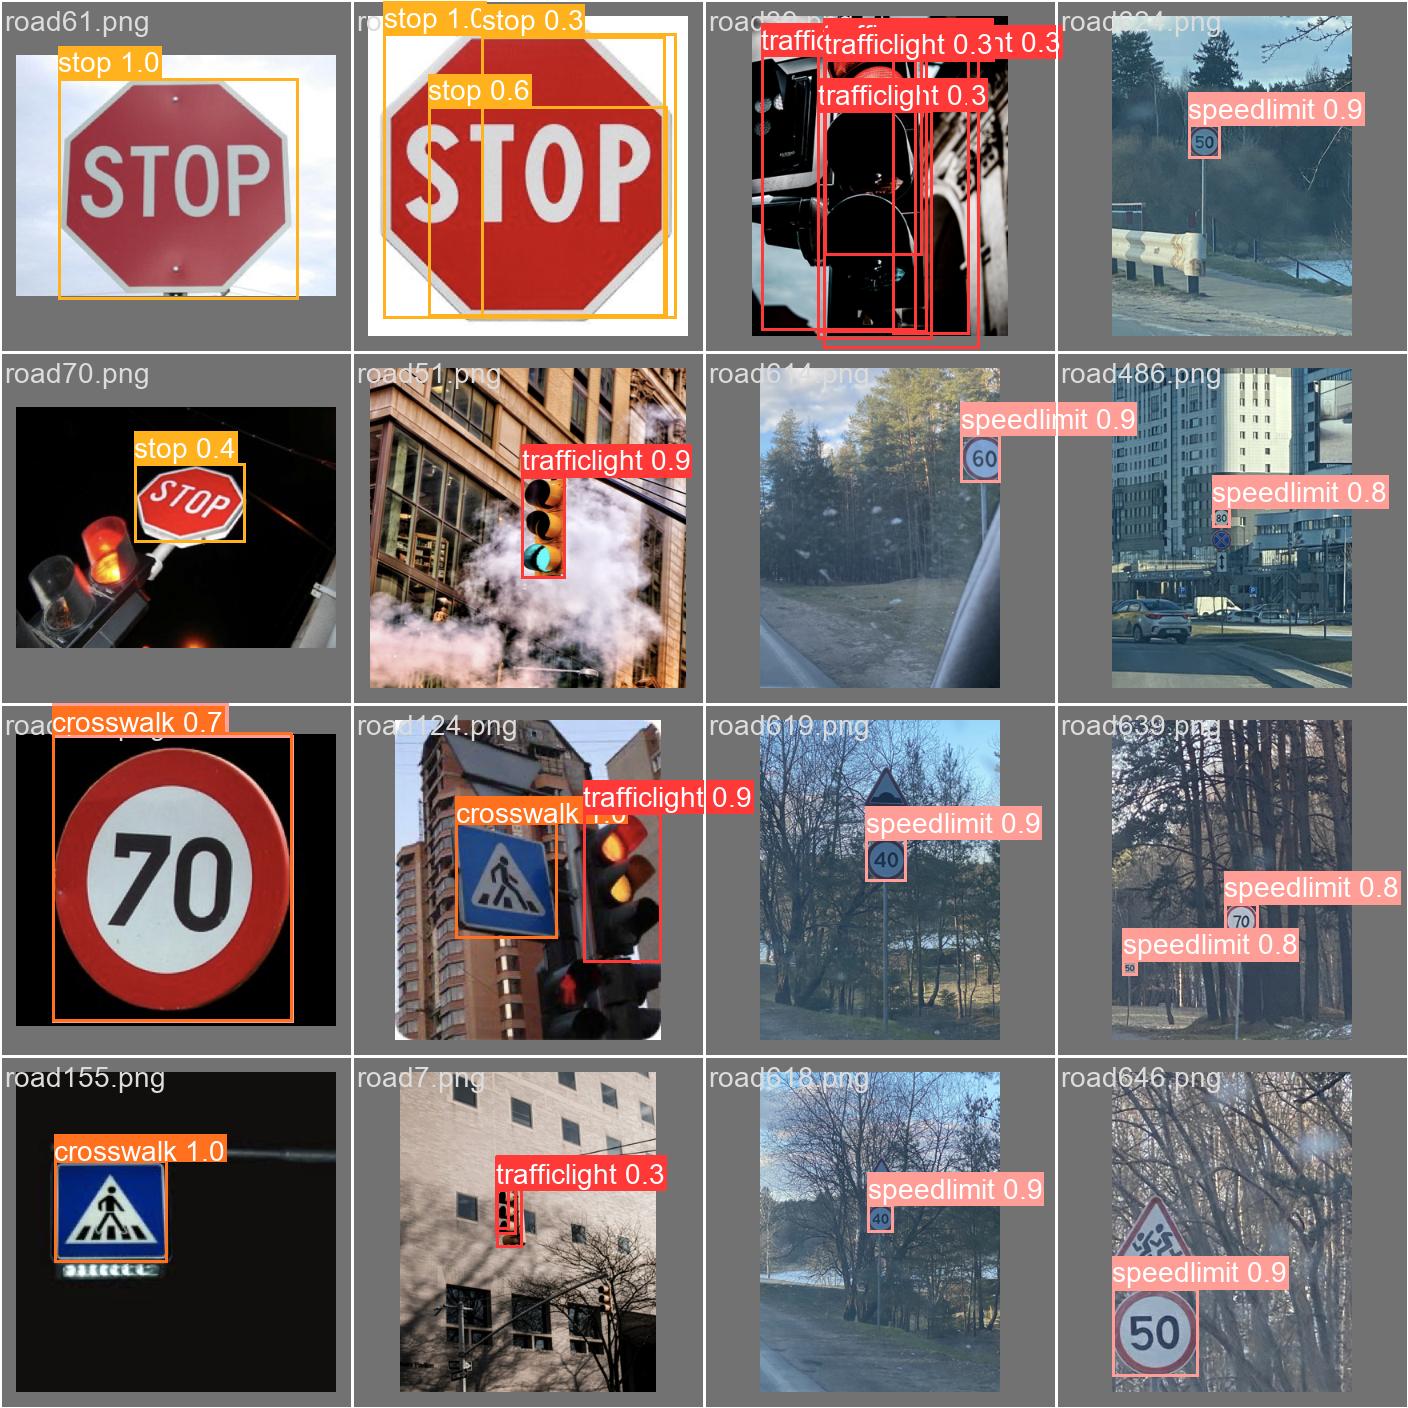 road61.png
stop 1.0
STOP
stop 1.0
stop 0.3
stop 0.6
STOP
trafficlight 0.3
trafficlight 0.3
speedlimit 0.9
50
road70.png
stop 0.4
STOP
road51.png
trafficlight 0.9
road614.png
speedlimit 0.9
60
road486.png
speedlimit 0.8
80
crosswalk 0.7
70
road124.png
crosswalk 1.0
trafficlight 0.9
road619.png
speedlimit 0.9
40
road639.png
speedlimit 0.8
70
speedlimit 0.8
50
road155.png
crosswalk 1.0
road7.png
trafficlight 0.3
road618.png
speedlimit 0.9
40
road646.png
speedlimit 0.9
50